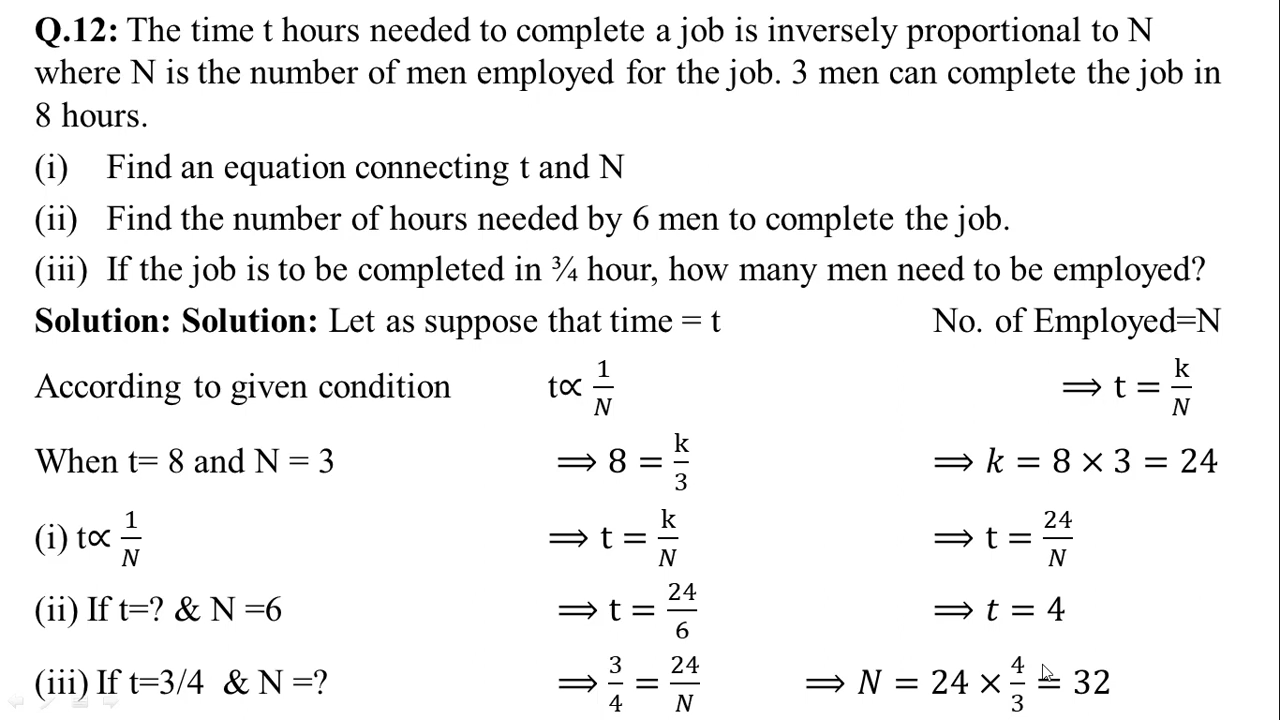 Q.12: The time t hours needed to complete a job is inversely proportional to N
where N is the number of men employed for the job. 3 men can complete the job in
8 hours.
(i) Find an equation connecting t and N
(ii) Find the number of hours needed by 6 men to complete the job.
(iii) If the job is to be completed in ¾ hour, how many men need to be employed?
Solution: Solution: Let as suppose that time = t No. of Employed=N
According to given condition t∝ 1/N ⟹ t = k/N
When t= 8 and N = 3 ⟹ 8 = k/3 ⟹ k = 8 × 3 = 24
(i) t∝ 1/N ⟹ t = k/N ⟹ t = 24/N
(ii) If t=? & N =6 ⟹ t = 24/6 ⟹ t = 4
(iii) If t=3/4 & N =? ⟹ 3/4 = 24/N ⟹ N = 24 × 4/3 = 32